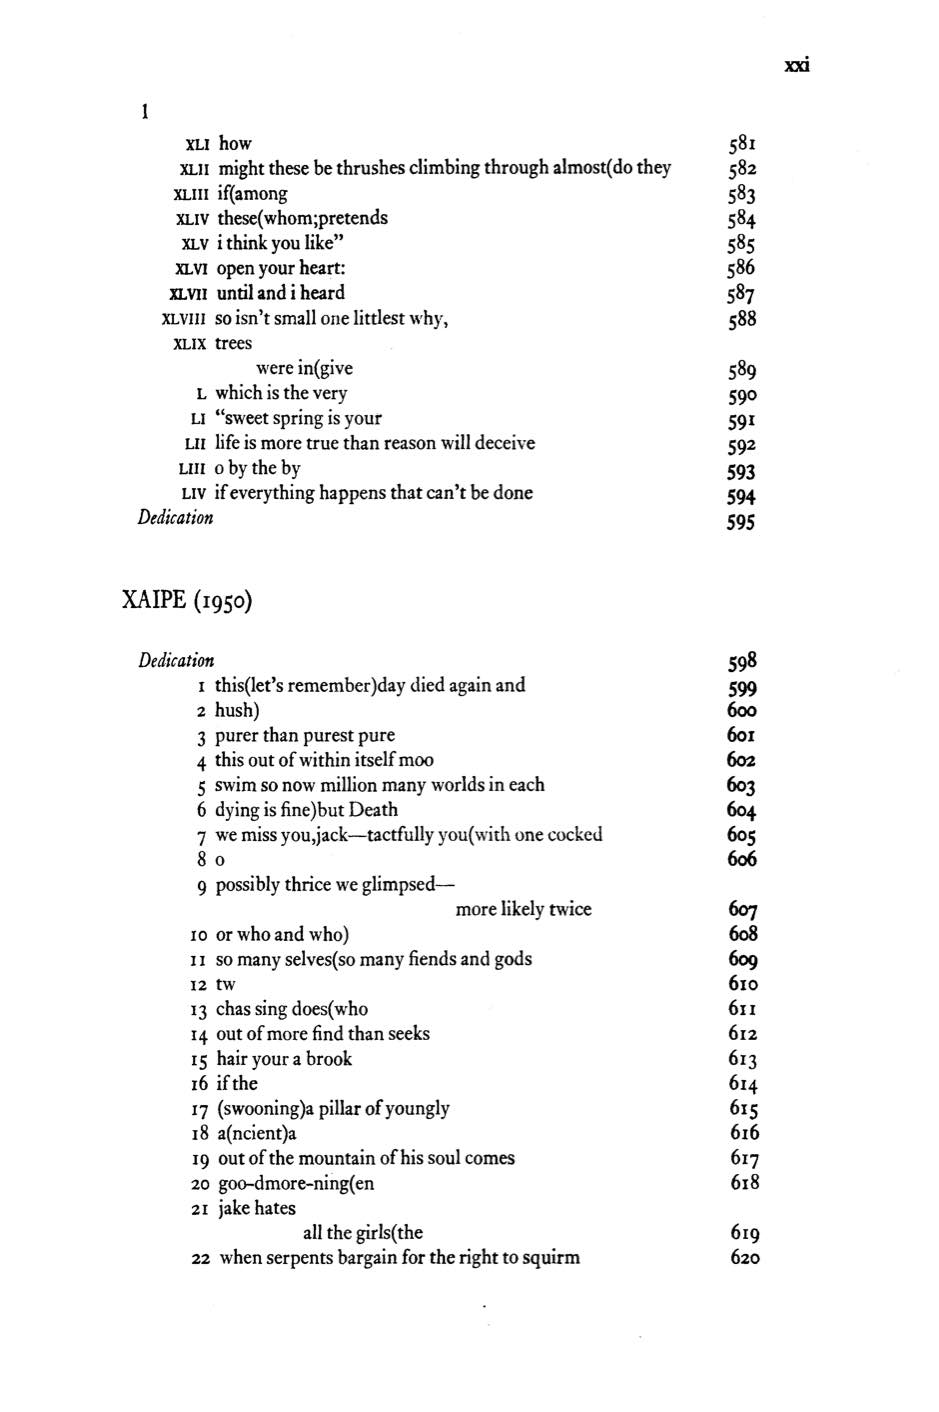 xxi
1
XLI how 581
XLII might these be thrushes climbing through almost(do they 582
XLIII if(among 583
XLIV these(whom;pretends 584
XLV i think you like” 585
XLVI open your heart: 586
XLVII until and i heard 587
XLVIII so isn’t small one littlest why, 588
XLIX trees
were in(give 589
L which is the very 590
LI “sweet spring is your 591
LII life is more true than reason will deceive 592
LIII o by the by 593
LIV if everything happens that can’t be done 594
Dedication 595
XAIPE (1950)
Dedication 598
1 this(let’s remember)day died again and 599
2 hush) 600
3 purer than purest pure 601
4 this out of within itself moo 602
5 swim so now million many worlds in each 603
6 dying is fine)but Death 604
7 we miss you,jack—tactfully you(with one cocked 605
8 o 606
9 possibly thrice we glimpsed—
more likely twice 607
10 or who and who) 608
11 so many selves(so many fiends and gods 609
12 tw 610
13 chas sing does(who 611
14 out of more find than seeks 612
15 hair your a brook 613
16 if the 614
17 (swooning)a pillar of youngly 615
18 a(ncient)a 616
19 out of the mountain of his soul comes 617
20 goo-dmore-ning(en 618
21 jake hates
all the girls(the 619
22 when serpents bargain for the right to squirm 620